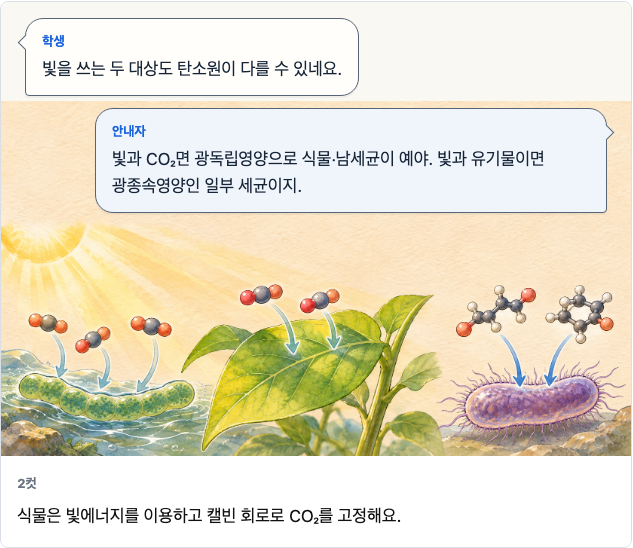 학생
빛을 쓰는 두 대상도 탄소원이 다를 수 있네요.
안내자
빛과 CO₂면 광독립영양으로 식물·남세균이 예야. 빛과 유기물이면
광종속영양인 일부 세균이지.
2컷
식물은 빛에너지를 이용하고 캘빈 회로로 CO₂를 고정해요.